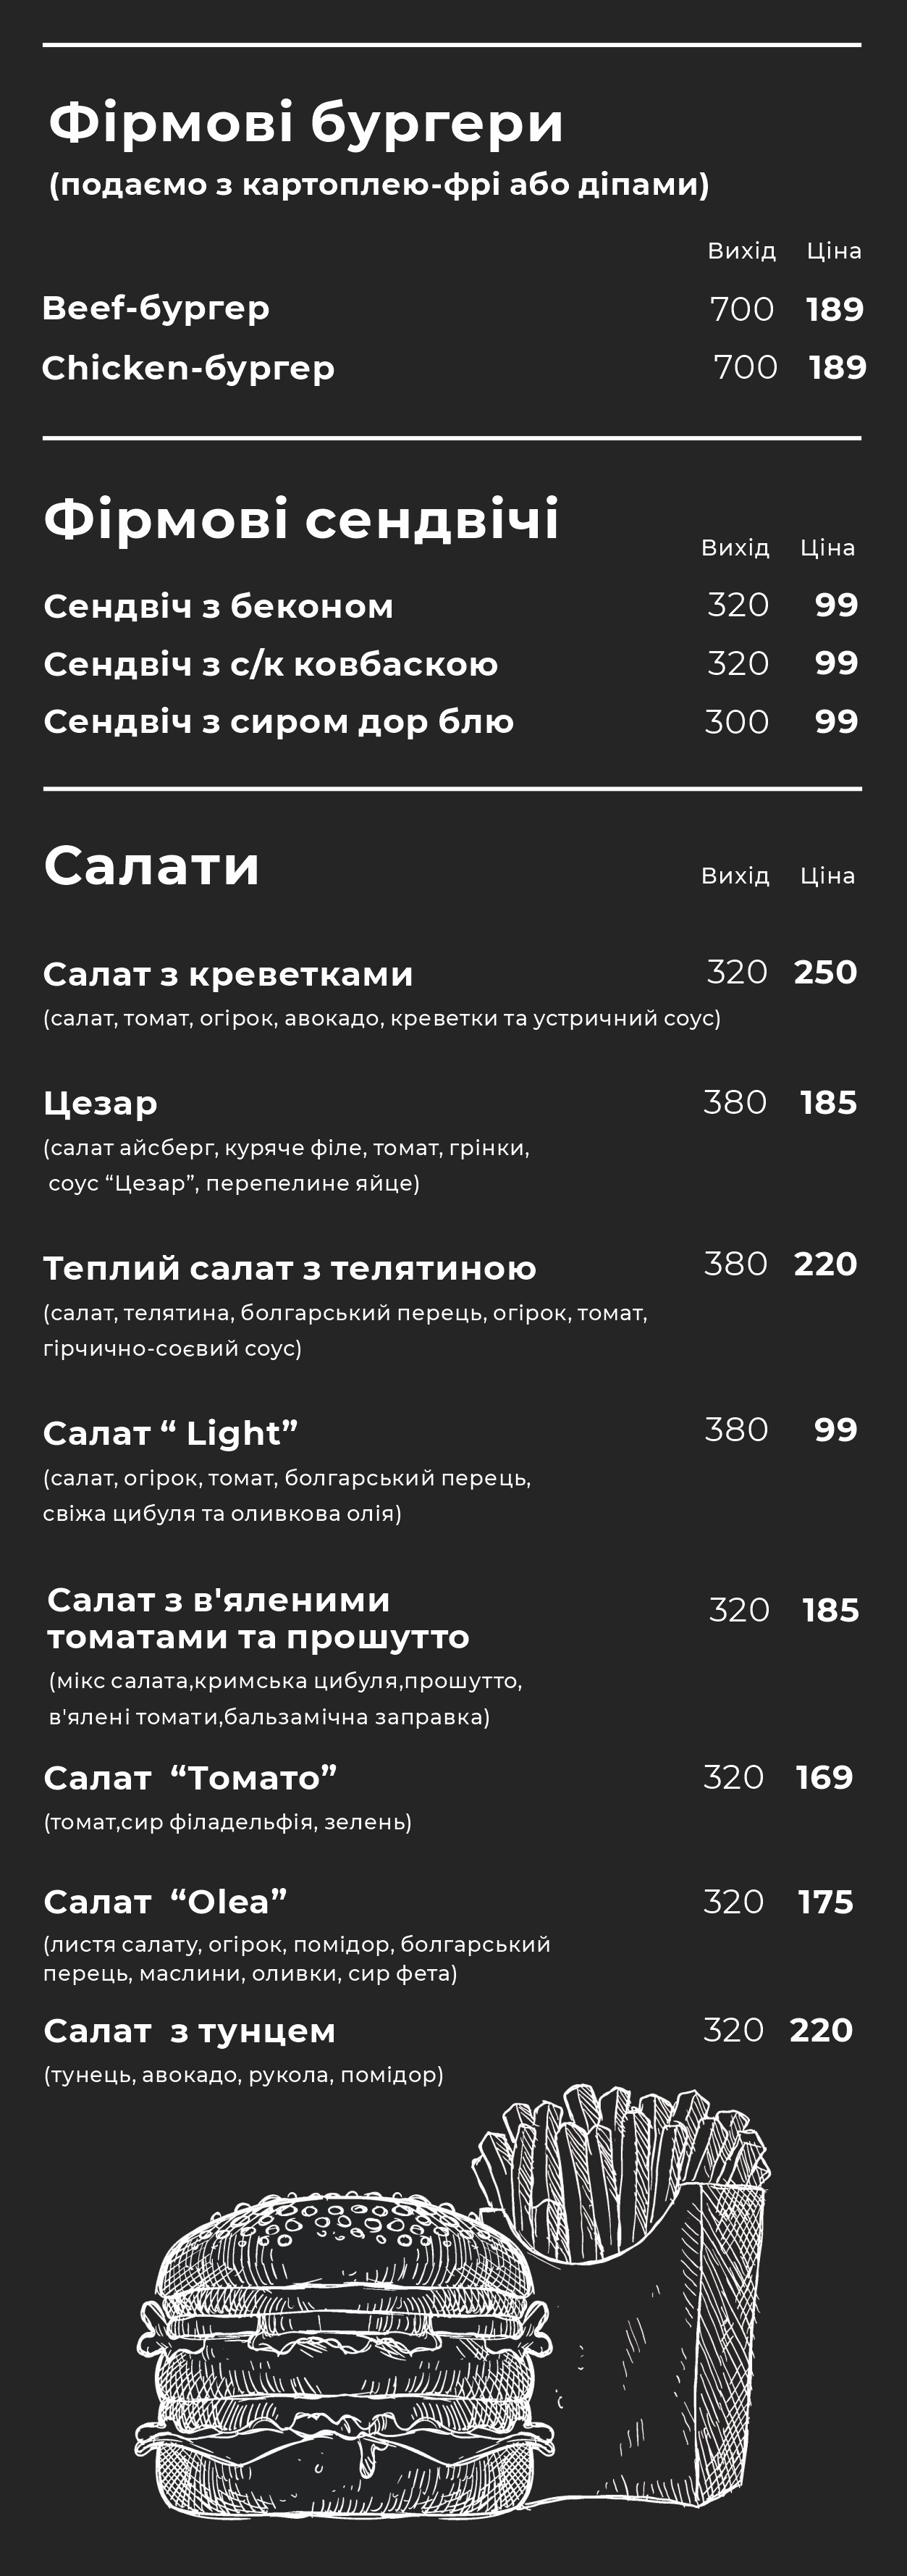 Фірмові бургери
(подаємо з картоплею-фрі або діпами)
Вихід Ціна
Beef-бургер 700 189
Chicken-бургер 700 189
Фірмові сендвічі
Вихід Ціна
Сендвіч з беконом 320 99
Сендвіч з с/к ковбаскою 320 99
Сендвіч з сиром дор блю 300 99
Салати Вихід Ціна
Салат з креветками 320 250
(салат, томат, огірок, авокадо, креветки та устричний соус)
Цезар 380 185
(салат айсберг, куряче філе, томат, грінки,
соус “Цезар”, перепелине яйце)
Теплий салат з телятиною 380 220
(салат, телятина, болгарський перець, огірок, томат,
гірчично-соєвий соус)
Салат “ Light” 380 99
(салат, огірок, томат, болгарський перець,
свіжа цибуля та оливкова олія)
Салат з в'яленими 320 185
томатами та прошутто
(мікс салата,кримська цибуля,прошутто,
в'ялені томати,бальзамічна заправка)
Салат “Томато” 320 169
(томат,сир філадельфія, зелень)
Салат “Olea” 320 175
(листя салату, огірок, помідор, болгарський
перець, маслини, оливки, сир фета)
Салат з тунцем 320 220
(тунець, авокадо, рукола, помідор)